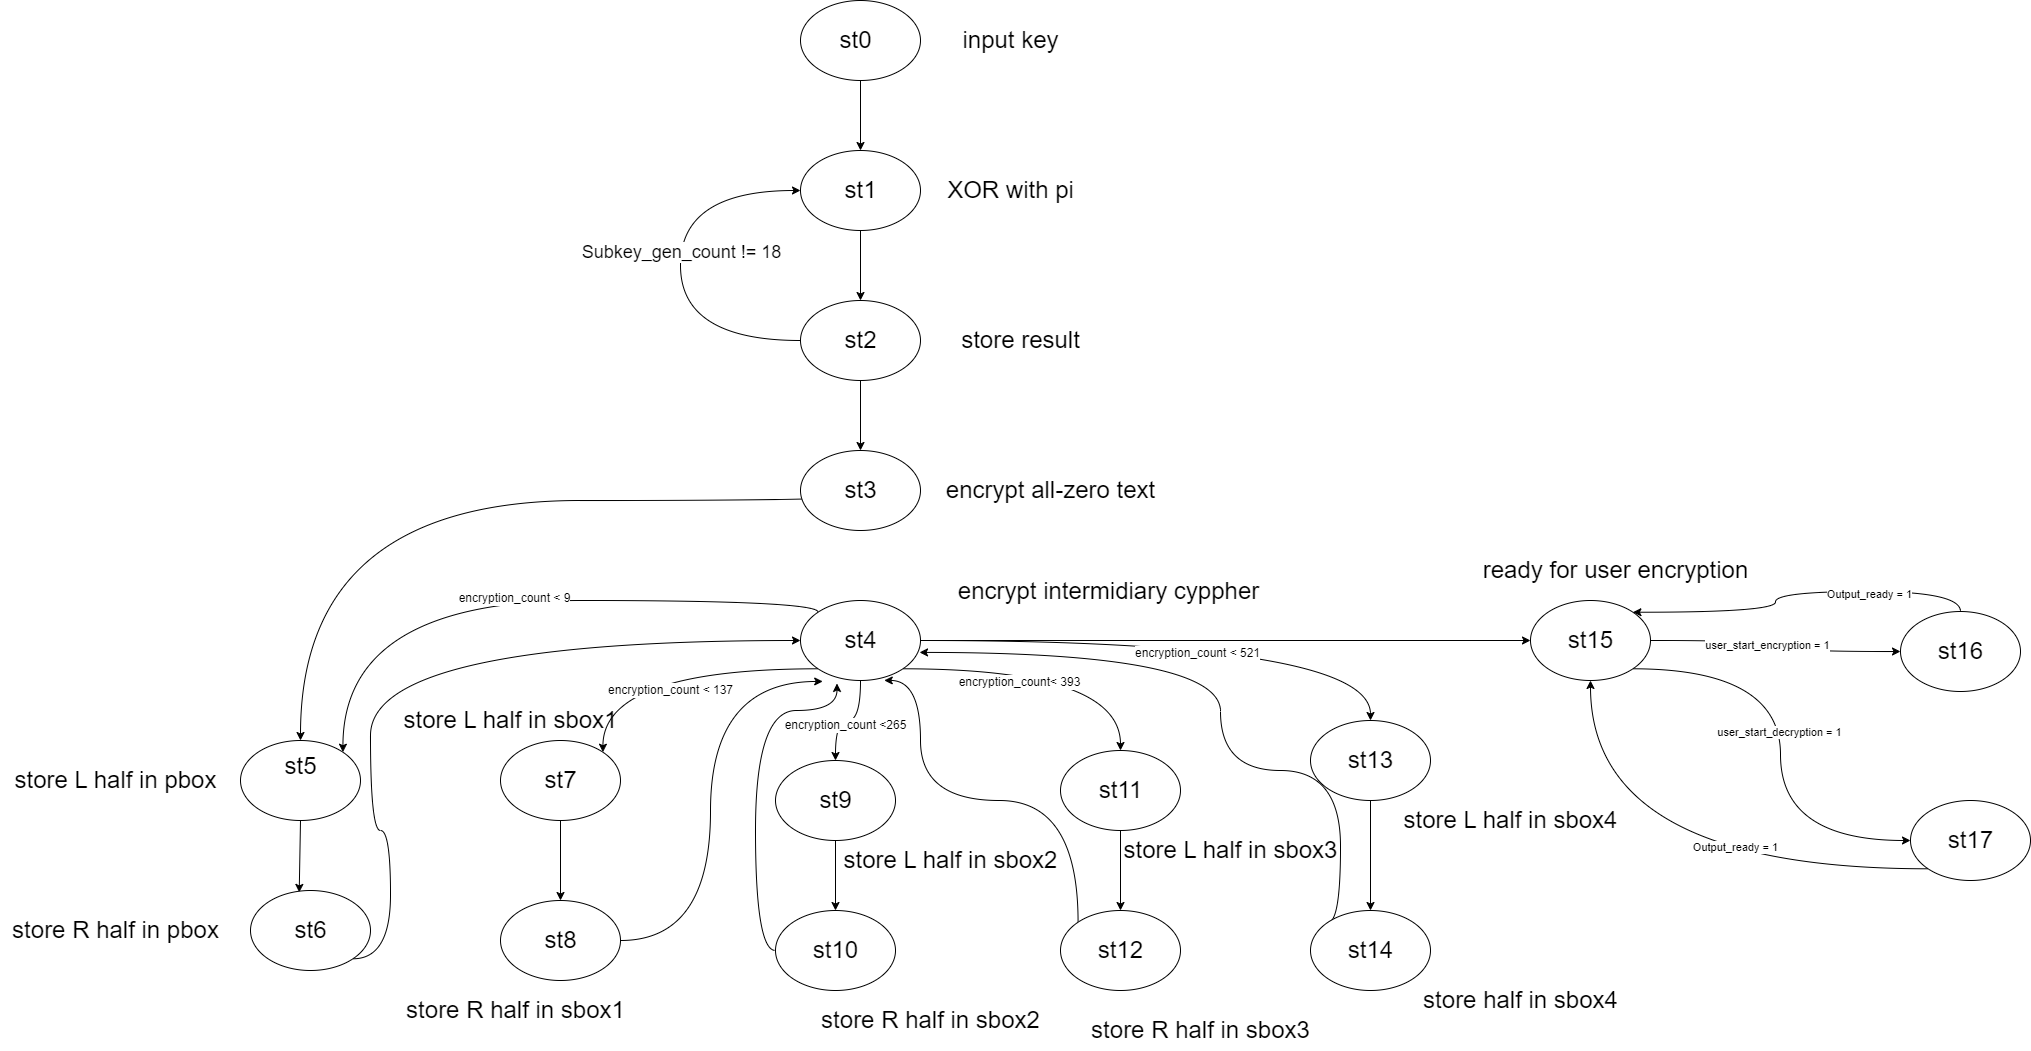 st0
input key
st1
XOR with pi
Subkey_gen_count != 18
st2
store result
st3
encrypt all-zero text
ready for user encryption
encrypt intermidiary cyppher
encryption_count < 9
Output_ready = 1
st4
st15
user_start_encryption = 1
st16
encryption_count < 521
encryption_count < 137
encryption_count< 393
store L half in sbox1
encryption_count <265
user_start_decryption = 1
st5
store L half in pbox
st7
st9
st11
st13
store L half in sbox4
store L half in sbox2
store L half in sbox3
Output_ready = 1
st17
store R half in pbox
st6
st8
st10
st12
st14
store R half in sbox1
store half in sbox4
store R half in sbox2
store R half in sbox3